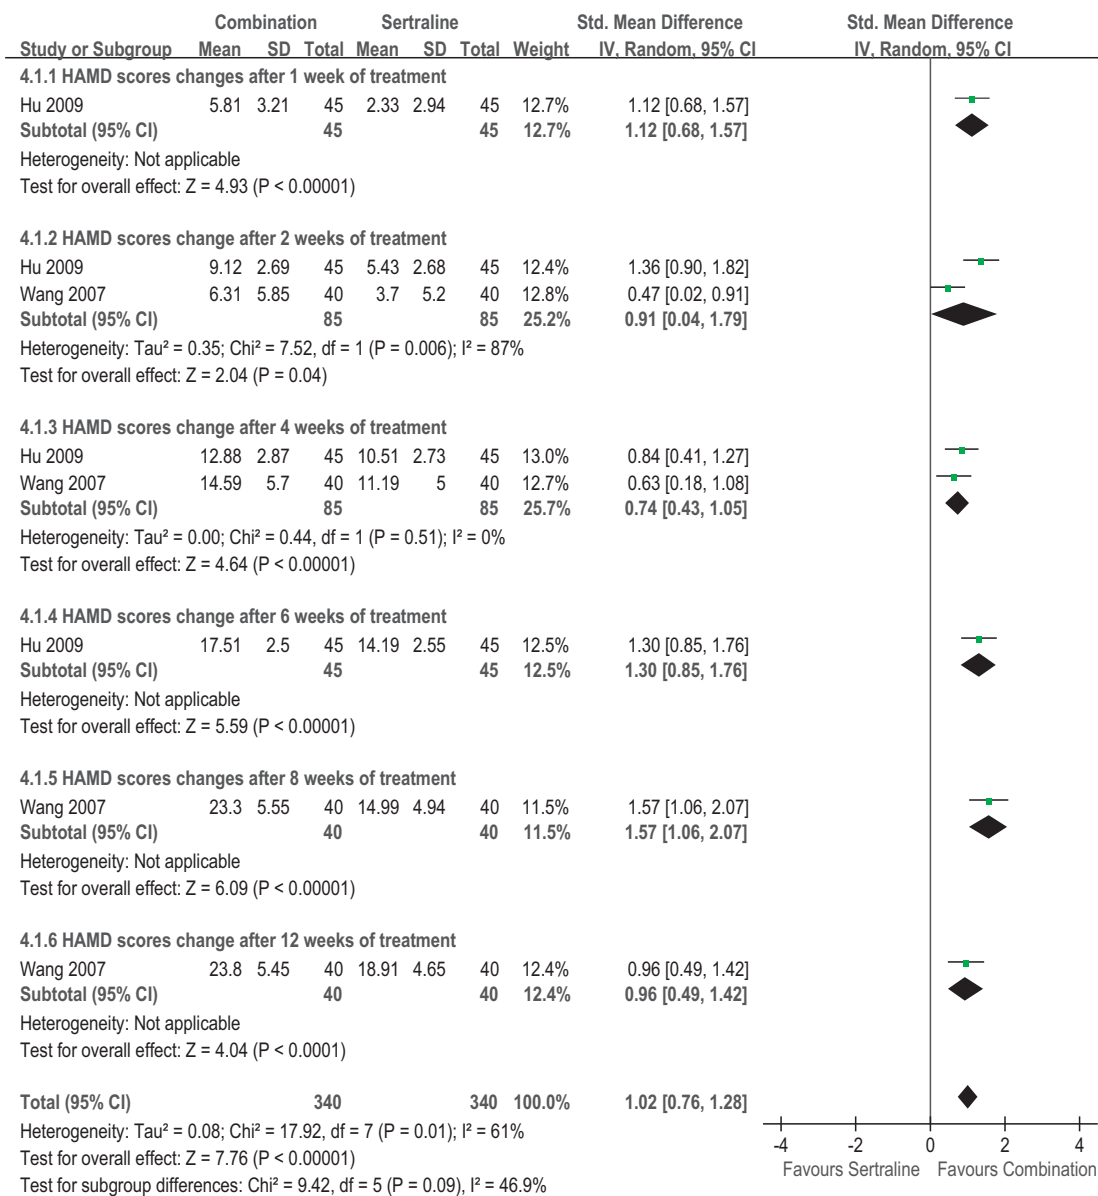 Combination Sertraline Std. Mean Difference Std. Mean Difference
Study or Subgroup Mean SD Total Mean SD Total Weight IV, Random, 95% CI IV, Random, 95% CI
4.1.1 HAMD scores changes after 1 week of treatment
Hu 2009 5.81 3.21 45 2.33 2.94 45 12.7% 1.12 [0.68, 1.57]
Subtotal (95% CI) 45 45 12.7% 1.12 [0.68, 1.57]
Heterogeneity: Not applicable
Test for overall effect: Z = 4.93 (P < 0.00001)
4.1.2 HAMD scores change after 2 weeks of treatment
Hu 2009 9.12 2.69 45 5.43 2.68 45 12.4% 1.36 [0.90, 1.82]
Wang 2007 6.31 5.85 40 3.7 5.2 40 12.8% 0.47 [0.02, 0.91]
Subtotal (95% CI) 85 85 25.2% 0.91 [0.04, 1.79]
Heterogeneity: Tau² = 0.35; Chi² = 7.52, df = 1 (P = 0.006); I² = 87%
Test for overall effect: Z = 2.04 (P = 0.04)
4.1.3 HAMD scores change after 4 weeks of treatment
Hu 2009 12.88 2.87 45 10.51 2.73 45 13.0% 0.84 [0.41, 1.27]
Wang 2007 14.59 5.7 40 11.19 5 40 12.7% 0.63 [0.18, 1.08]
Subtotal (95% CI) 85 85 25.7% 0.74 [0.43, 1.05]
Heterogeneity: Tau² = 0.00; Chi² = 0.44, df = 1 (P = 0.51); I² = 0%
Test for overall effect: Z = 4.64 (P < 0.00001)
4.1.4 HAMD scores change after 6 weeks of treatment
Hu 2009 17.51 2.5 45 14.19 2.55 45 12.5% 1.30 [0.85, 1.76]
Subtotal (95% CI) 45 45 12.5% 1.30 [0.85, 1.76]
Heterogeneity: Not applicable
Test for overall effect: Z = 5.59 (P < 0.00001)
4.1.5 HAMD scores changes after 8 weeks of treatment
Wang 2007 23.3 5.55 40 14.99 4.94 40 11.5% 1.57 [1.06, 2.07]
Subtotal (95% CI) 40 40 11.5% 1.57 [1.06, 2.07]
Heterogeneity: Not applicable
Test for overall effect: Z = 6.09 (P < 0.00001)
4.1.6 HAMD scores change after 12 weeks of treatment
Wang 2007 23.8 5.45 40 18.91 4.65 40 12.4% 0.96 [0.49, 1.42]
Subtotal (95% CI) 40 40 12.4% 0.96 [0.49, 1.42]
Heterogeneity: Not applicable
Test for overall effect: Z = 4.04 (P < 0.0001)
Total (95% CI) 340 340 100.0% 1.02 [0.76, 1.28]
Heterogeneity: Tau² = 0.08; Chi² = 17.92, df = 7 (P = 0.01); I² = 61%
Test for overall effect: Z = 7.76 (P < 0.00001)
Test for subgroup differences: Chi² = 9.42, df = 5 (P = 0.09), I² = 46.9%
-4 -2 0 2 4
Favours Sertraline Favours Combination